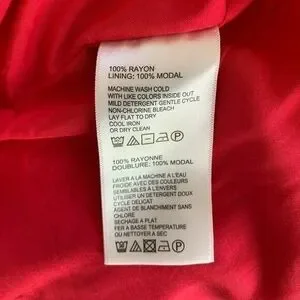 100% RAYON
LINING: 100% MODAL
MACHINE WASH COLD
WITH LIKE COLORS INSIDE OUT
MILD DETERGENT GENTLE CYCLE
NON-CHLORINE BLEACH
LAY FLAT TO DRY
COOL IRON
OR DRY CLEAN
100% RAYONNE
DOUBLURE: 100% MODAL
LAVER A LA MACHINE A L'EAU
FROIDE AVEC DES COULEURS
SEMBLABLES A L'ENVERS
UTILISER UN DETERGENT DOUX
CYCLE DELICAT
AGENT DE BLANCHIMENT SANS
CHLORE
SECHAGE A PLAT
FER A BASSE TEMPERATURE
OU NETTOYER A SEC